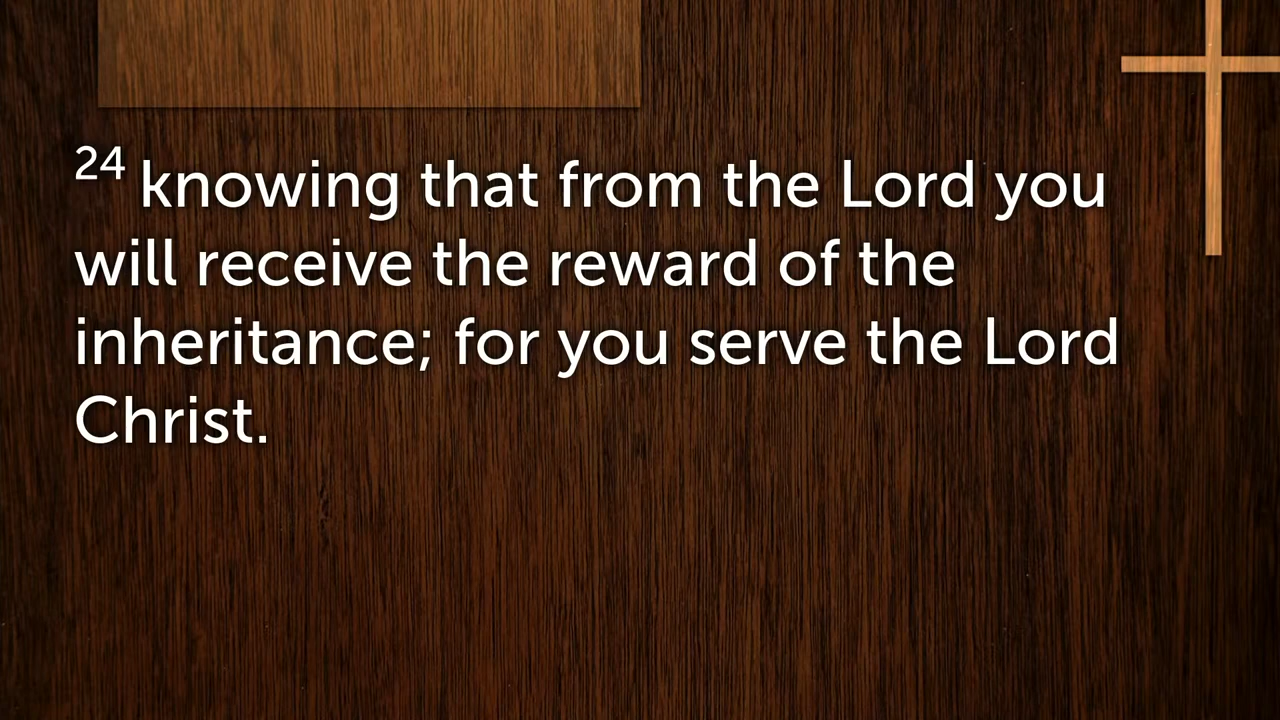 24 knowing that from the Lord you
will receive the reward of the
inheritance; for you serve the Lord
Christ.